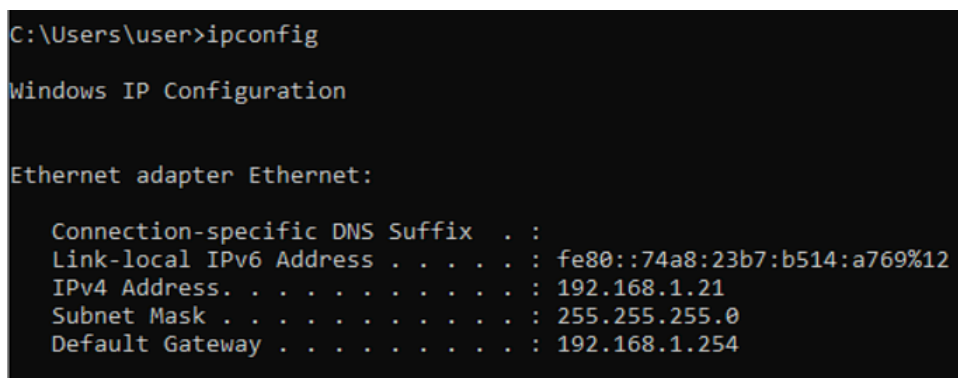 C:\Users\user>ipconfig
Windows IP Configuration
Ethernet adapter Ethernet:
Connection-specific DNS Suffix  . :
Link-local IPv6 Address . . . . . : fe80::74a8:23b7:b514:a769%12
IPv4 Address. . . . . . . . . . . : 192.168.1.21
Subnet Mask . . . . . . . . . . . : 255.255.255.0
Default Gateway . . . . . . . . . : 192.168.1.254